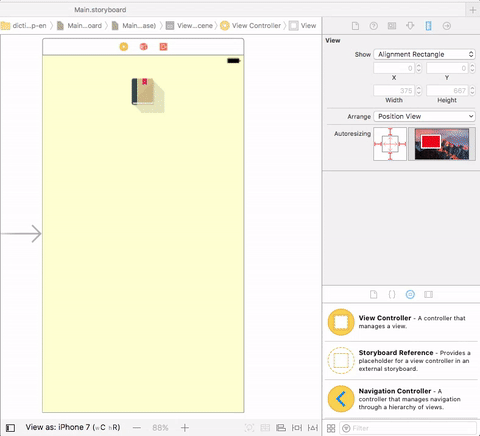 Main.storyboard
dicti...p-en Main...oard Main...ase) View...cene View Controller View
View
Show Alignment Rectangle
0 0
X Y
375 667
Width Height
Arrange Position View
Autoresizing
View Controller - A controller that
manages a view.
Storyboard Reference - Provides a
placeholder for a view controller in
an external storyboard.
Navigation Controller - A
controller that manages
navigation through a hierarchy of views.
View as: iPhone 7 (wC hR) — 88% +
Filter